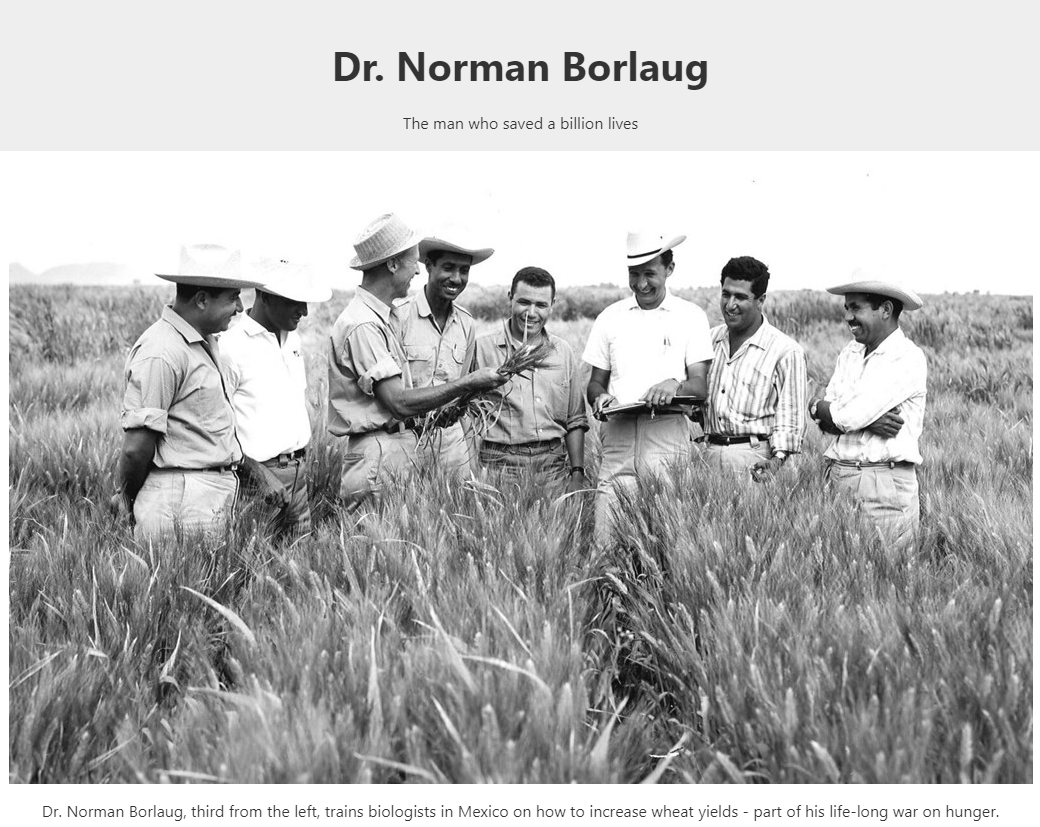 Dr. Norman Borlaug
The man who saved a billion lives
Dr. Norman Borlaug, third from the left, trains biologists in Mexico on how to increase wheat yields - part of his life-long war on hunger.